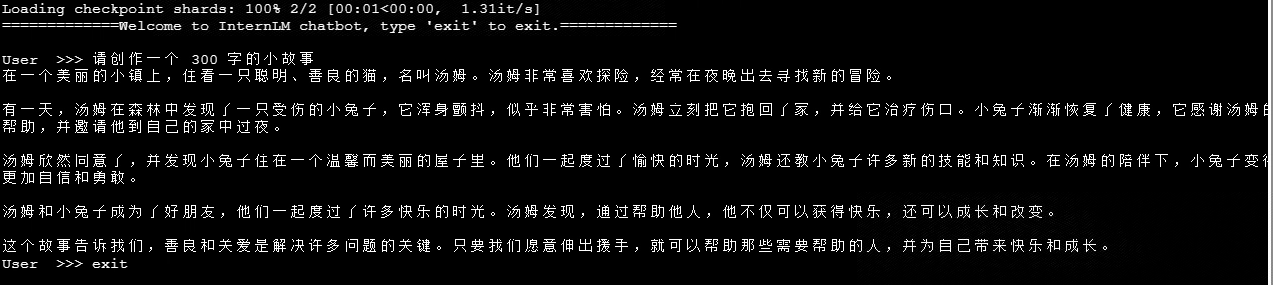 Loading checkpoint shards: 100% 2/2 [00:01<00:00,  1.31it/s]
=============Welcome to InternLM chatbot, type 'exit' to exit.=============
User  >>> 请创作一个 300 字的小故事
在一个美丽的小镇上，住着一只聪明、善良的猫，名叫汤姆。汤姆非常喜欢探险，经常在夜晚出去寻找新的冒险。
有一天，汤姆在森林中发现了一只受伤的小兔子，它浑身颤抖，似乎非常害怕。汤姆立刻把它抱回了家，并给它治疗伤口。小兔子渐渐恢复了健康，它感谢汤姆的
帮助，并邀请他到自己的家中过夜。
汤姆欣然同意了，并发现小兔子住在一个温馨而美丽的屋子里。他们一起度过了愉快的时光，汤姆还教小兔子许多新的技能和知识。在汤姆的陪伴下，小兔子变得
更加自信和勇敢。
汤姆和小兔子成为了好朋友，他们一起度过了许多快乐的时光。汤姆发现，通过帮助他人，他不仅可以获得快乐，还可以成长和改变。
这个故事告诉我们，善良和关爱是解决许多问题的关键。只要我们愿意伸出援手，就可以帮助那些需要帮助的人，并为自己带来快乐和成长。
User  >>> exit